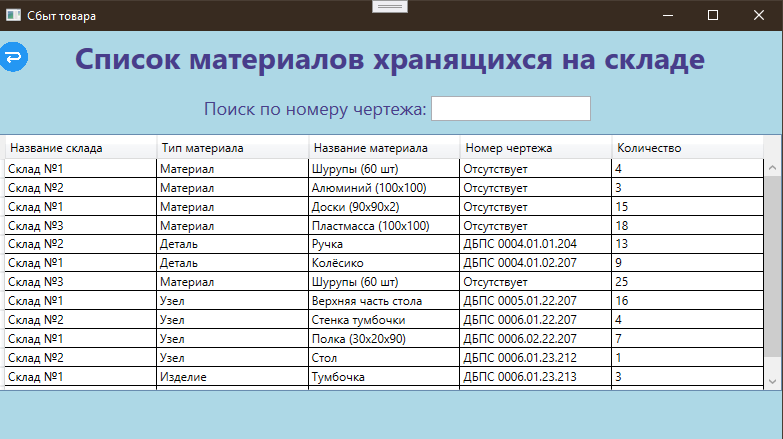 Сбыт товара
Список материалов хранящихся на складе
Поиск по номеру чертежа:
Название склада Тип материала Название материала Номер чертежа Количество
Склад №1 Материал Шурупы (60 шт) Отсутствует 4
Склад №2 Материал Алюминий (100x100) Отсутствует 3
Склад №1 Материал Доски (90x90x2) Отсутствует 15
Склад №3 Материал Пластмасса (100x100) Отсутствует 18
Склад №2 Деталь Ручка ДБПС 0004.01.01.204 13
Склад №1 Деталь Колёсико ДБПС 0004.01.02.207 9
Склад №3 Материал Шурупы (60 шт) Отсутствует 25
Склад №1 Узел Верхняя часть стола ДБПС 0005.01.22.207 16
Склад №2 Узел Стенка тумбочки ДБПС 0006.01.22.207 4
Склад №1 Узел Полка (30x20x90) ДБПС 0006.02.22.207 7
Склад №2 Узел Стол ДБПС 0006.01.23.212 1
Склад №1 Изделие Тумбочка ДБПС 0006.01.23.213 3